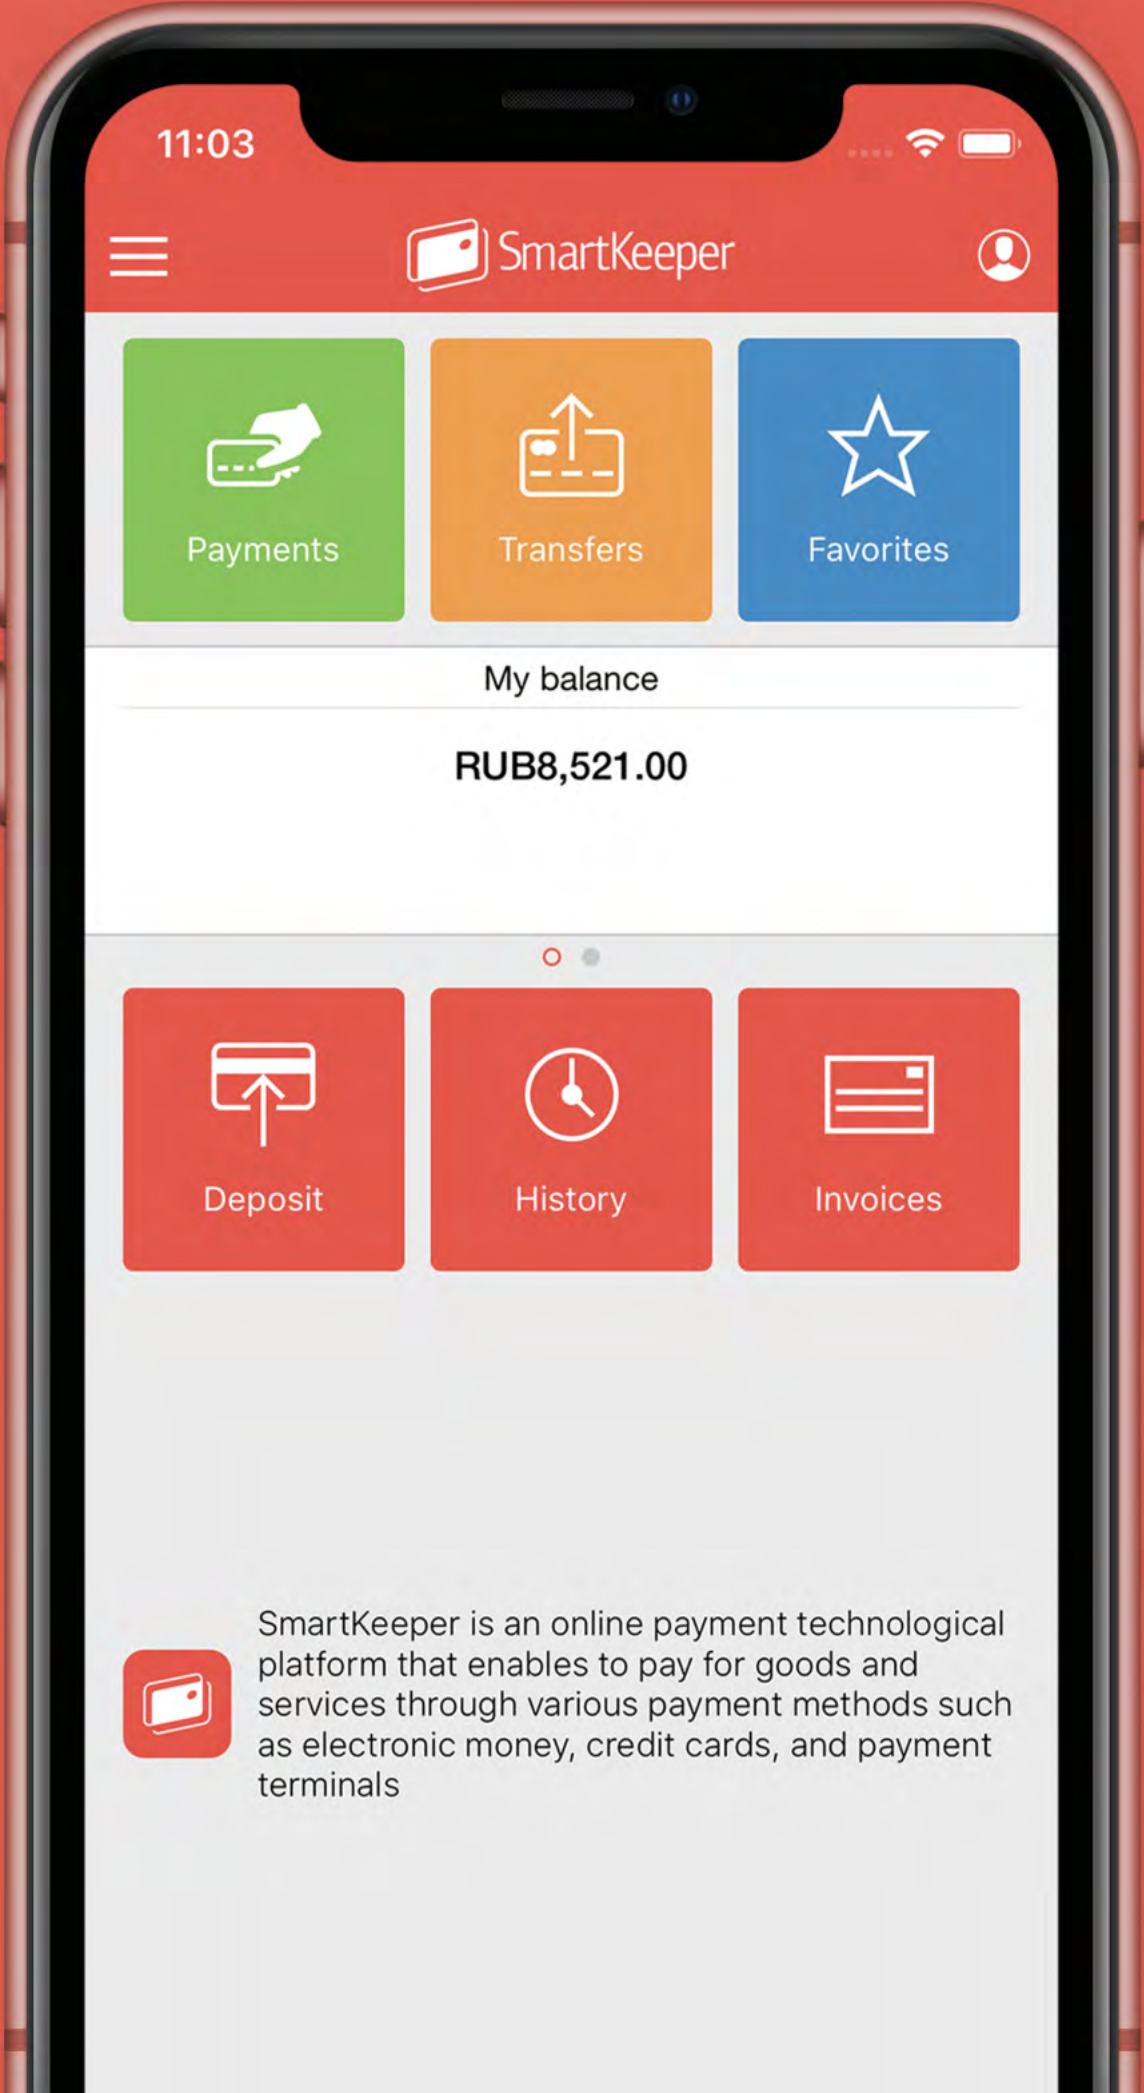 11:03
SmartKeeper
Payments
Transfers
Favorites
My balance
RUB8,521.00
Deposit
History
Invoices
SmartKeeper is an online payment technological
platform that enables to pay for goods and
services through various payment methods such
as electronic money, credit cards, and payment
terminals